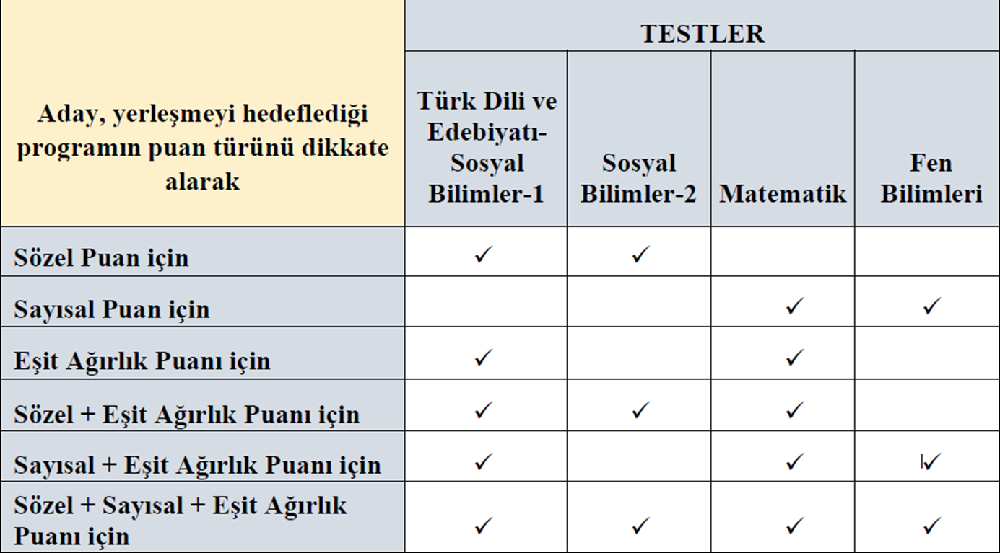 TESTLER
Aday, yerleşmeyi hedeflediği
programın puan türünü dikkate
alarak
Türk Dili ve
Edebiyatı-
Sosyal
Bilimler-1
Sosyal
Bilimler-2
Matematik
Fen
Bilimleri
Sözel Puan için ✓ ✓
Sayısal Puan için ✓ ✓
Eşit Ağırlık Puanı için ✓ ✓
Sözel + Eşit Ağırlık Puanı için ✓ ✓ ✓
Sayısal + Eşit Ağırlık Puanı için ✓ ✓ ✓
Sözel + Sayısal + Eşit Ağırlık
Puanı için ✓ ✓ ✓ ✓